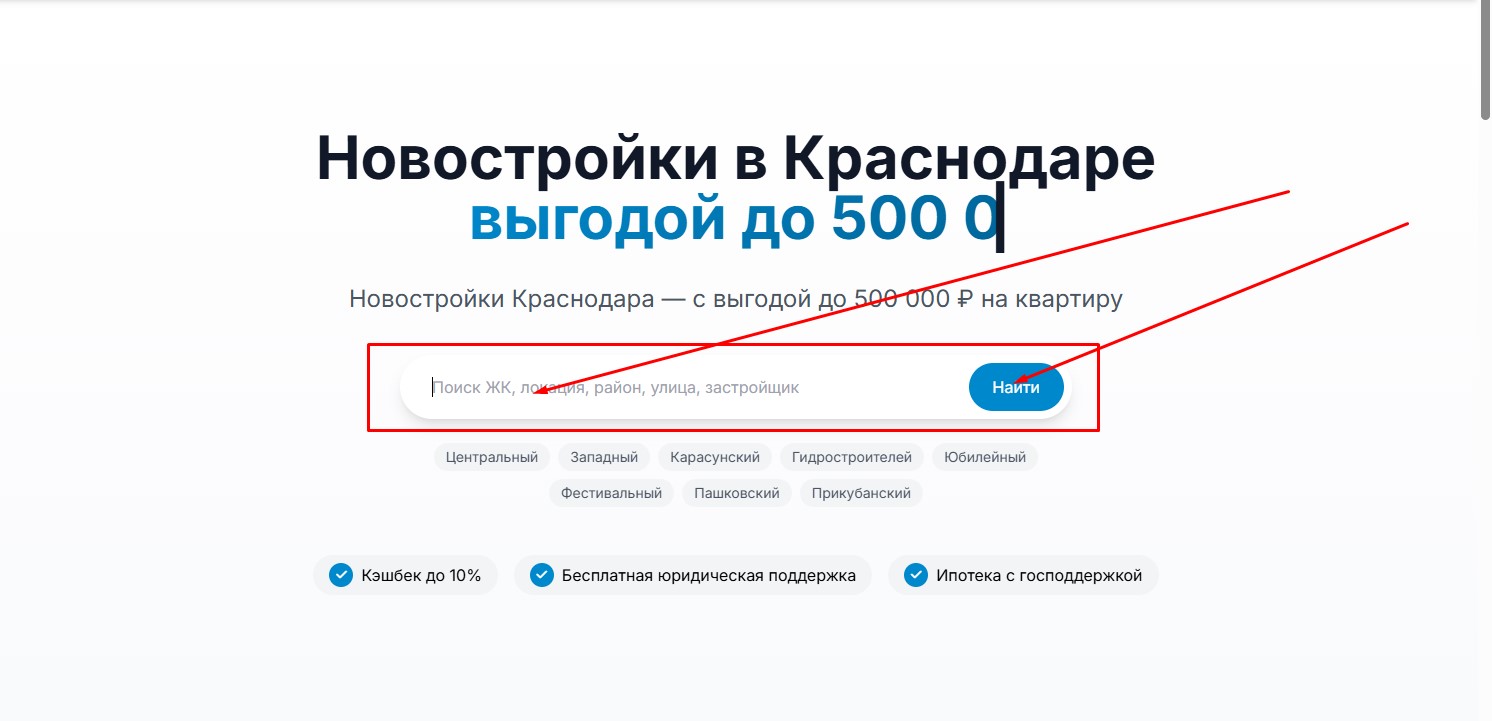 Новостройки в Краснодаре
выгодой до 500 0
Новостройки Краснодара — с выгодой до 500 000 ₽ на квартиру
Поиск ЖК, локация, район, улица, застройщик
Найти
Центральный Западный Карасунский Гидростроителей Юбилейный
Фестивальный Пашковский Прикубанский
Кэшбек до 10% Бесплатная юридическая поддержка Ипотека с господдержкой